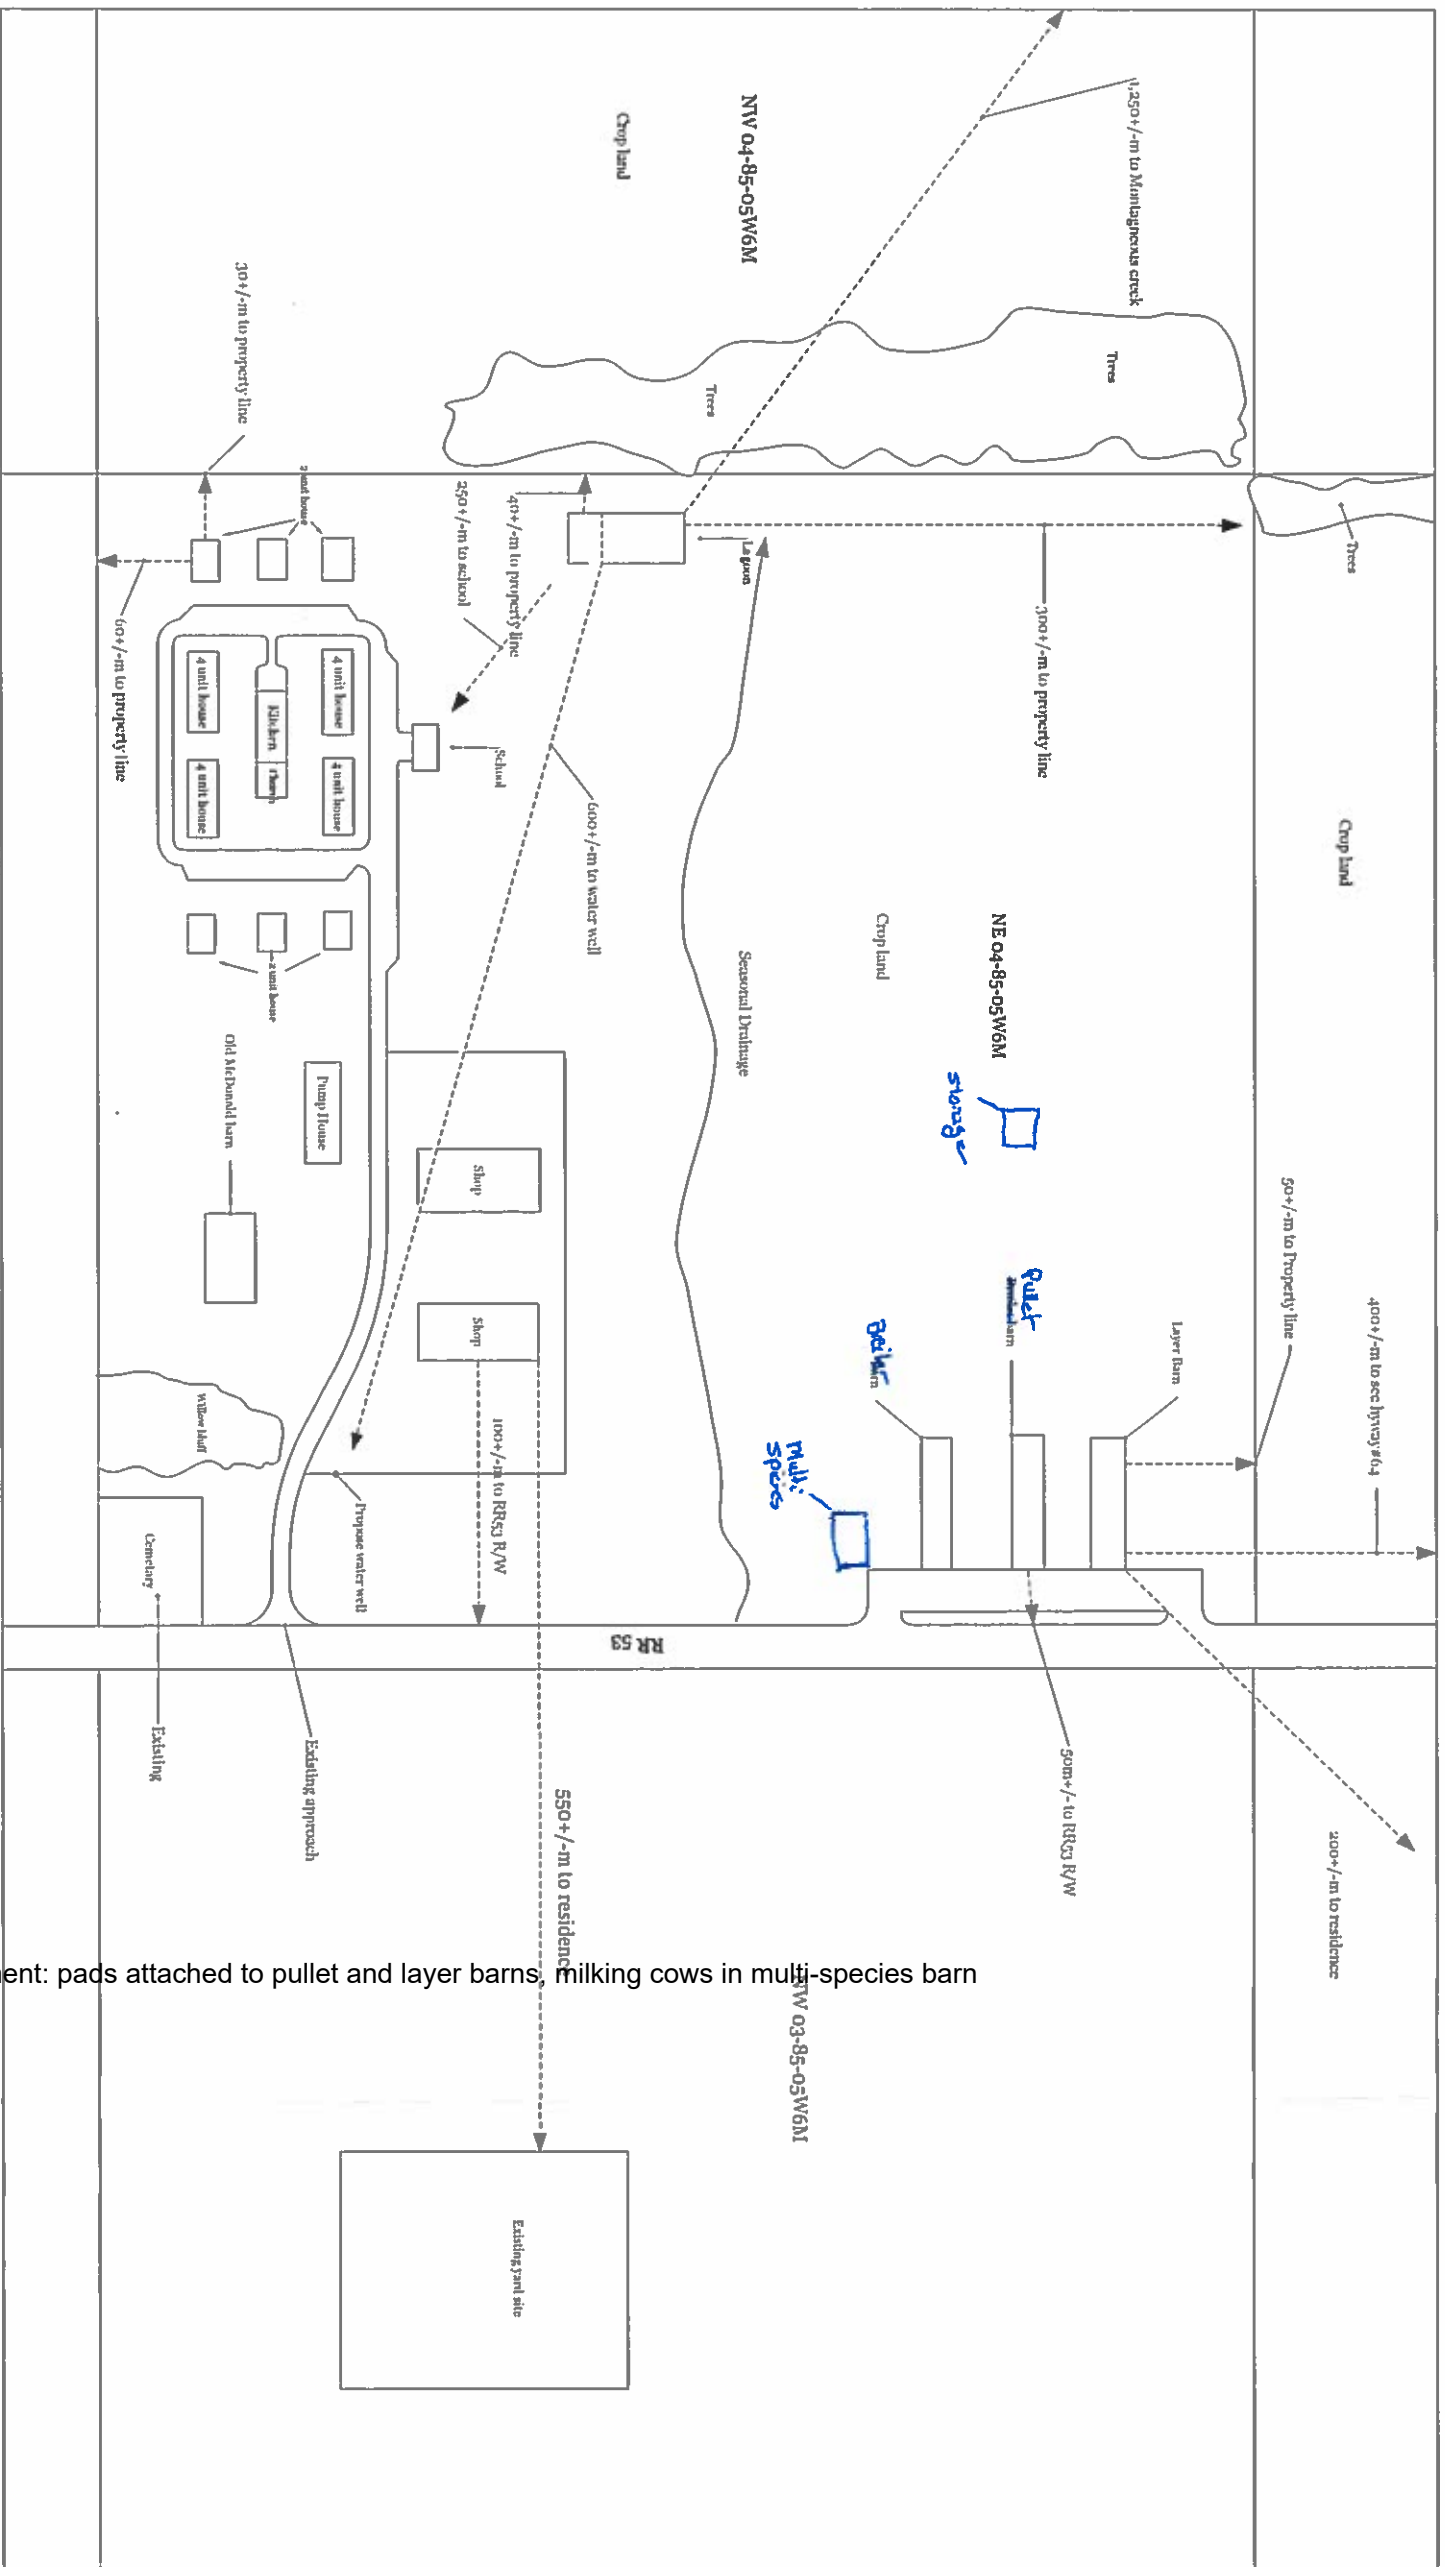 400+/-m to sec hyway#64
50+/-m to Property line
200+/-m to residence
Crop land
Trees
1,250+/-m to Montagneous creek
Trees
Trees
300+/-m to property line
NE 04-85-05W6M
Crop land
storage
Pullet
barn
Layer Barn
50m+/- to RR53 R/W
Multi
Species
NW 04-85-05W6M
Crop land
Lagoon
Seasonal Drainage
NW 03-85-05W6M
RR 53
550+/-m to residence
600+/-m to water well
40+/-m to property line
250+/-m to school
School
Shop
Shop
100+/-m to RR53 R/W
Existing yard site
Propose water well
2 unit house
4 unit house
4 unit house
Kitchen
Church
4 unit house
4 unit house
2 unit house
Pump House
Existing approach
30+/-m to property line
Old McDonald barn
Willow bluff
60+/-m to property line
Cemetary
Existing
ent: pads attached to pullet and layer barns, milking cows in multi-species barn